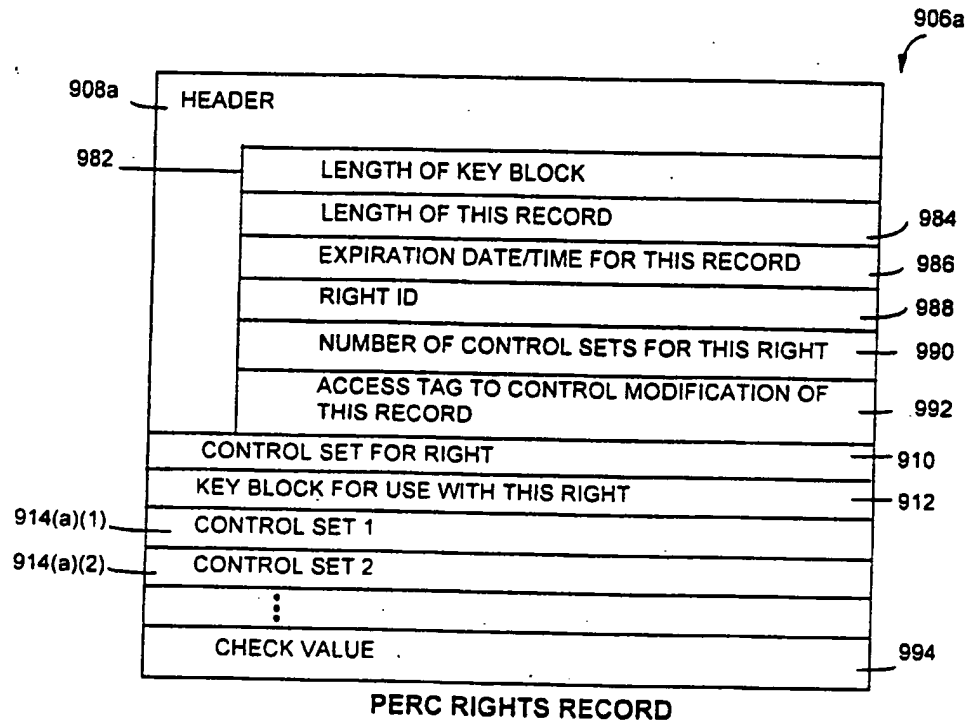 906a
908a
HEADER
982
LENGTH OF KEY BLOCK
LENGTH OF THIS RECORD
984
EXPIRATION DATE/TIME FOR THIS RECORD
986
RIGHT ID
988
NUMBER OF CONTROL SETS FOR THIS RIGHT
990
ACCESS TAG TO CONTROL MODIFICATION OF
THIS RECORD
992
CONTROL SET FOR RIGHT
910
KEY BLOCK FOR USE WITH THIS RIGHT
912
914(a)(1)
CONTROL SET 1
914(a)(2)
CONTROL SET 2
CHECK VALUE
994
PERC RIGHTS RECORD